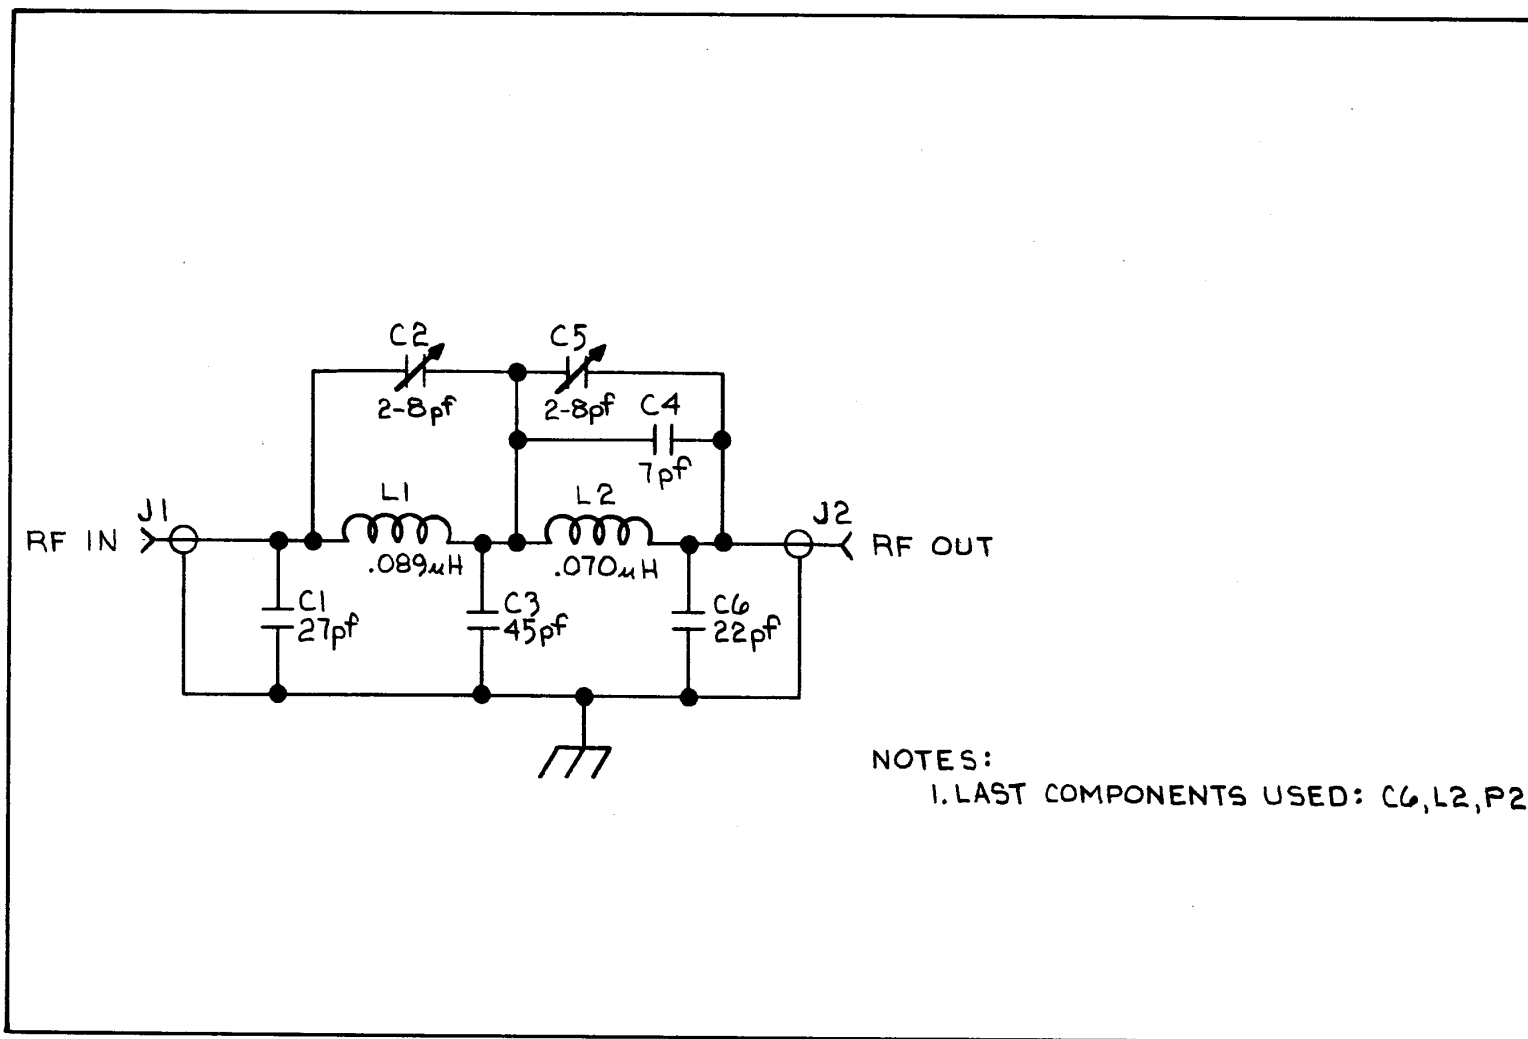 C2
2-8pf
C5
2-8pf
C4
7pf
L1
.089μH
L2
.070μH
RF IN
J1
J2
RF OUT
C1
27pf
C3
45pf
C6
22pf
NOTES:
1. LAST COMPONENTS USED: C6, L2, P2